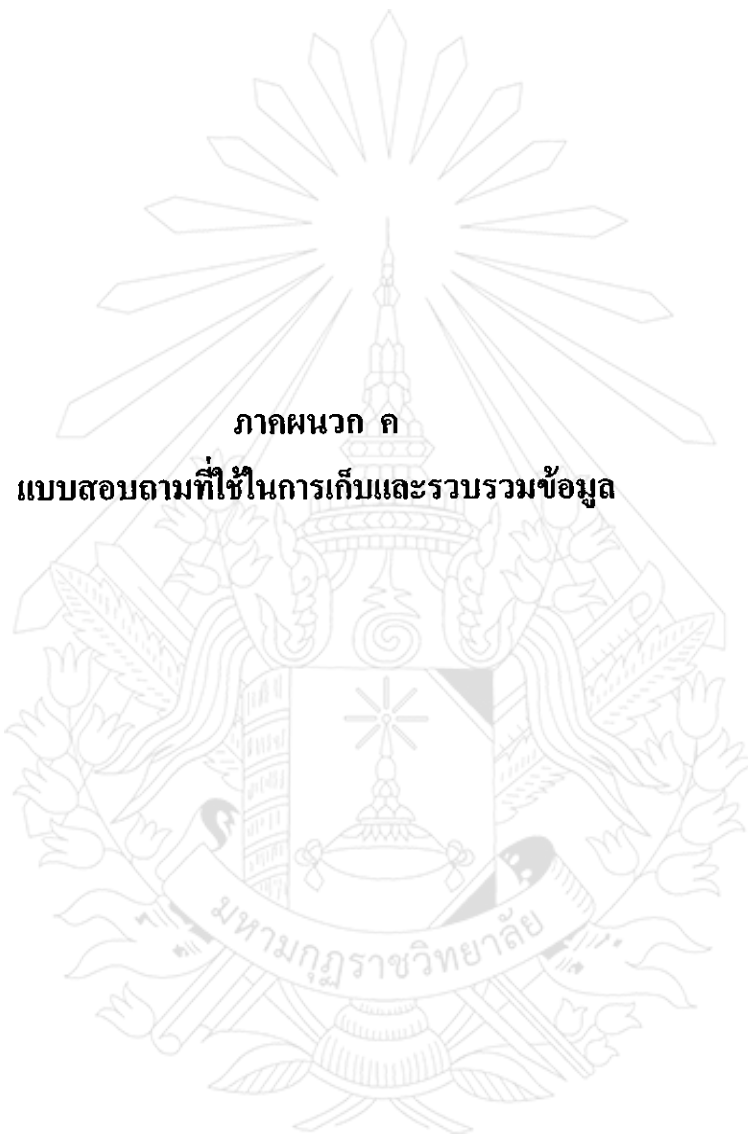 ภาคผนวก ค
แบบสอบถามที่ใช้ในการเก็บและรวบรวมข้อมูล
มหามกุฏราชวิทยาลัย